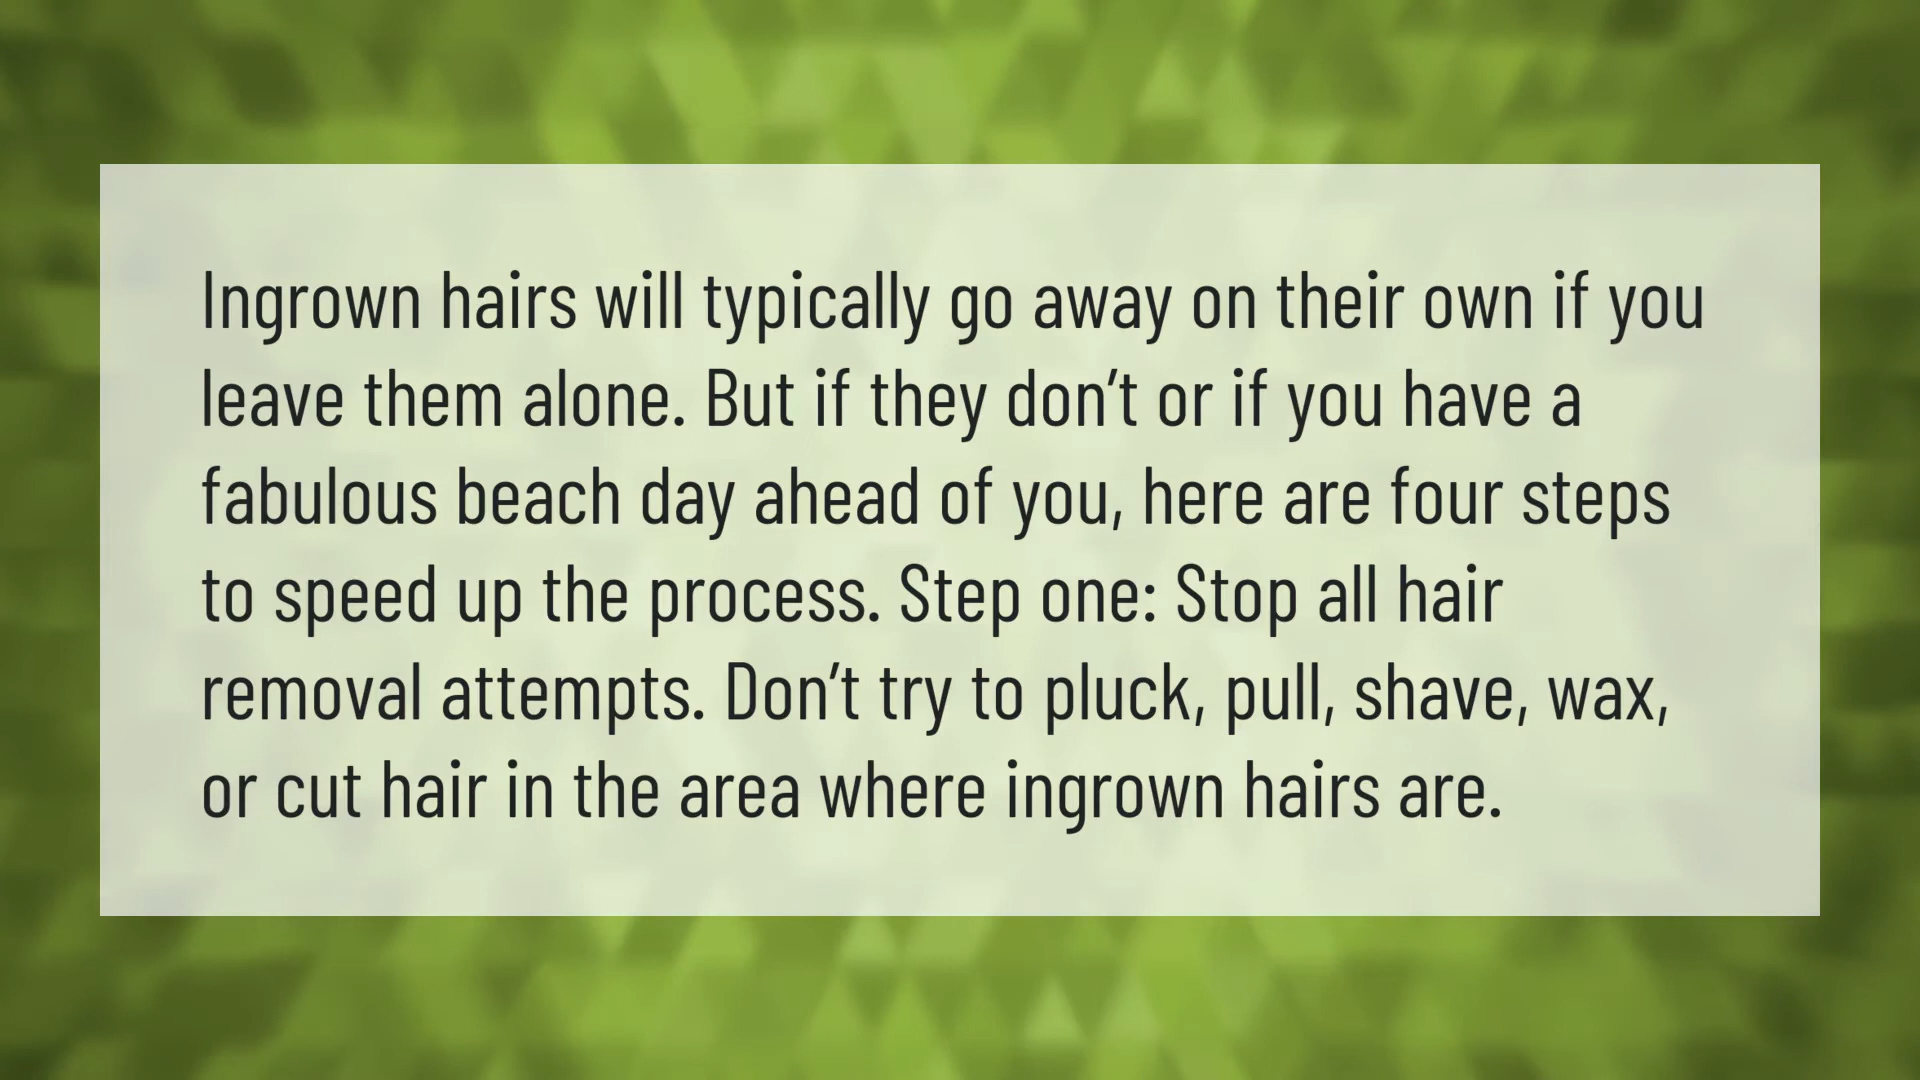 Ingrown hairs will typically go away on their own if you
leave them alone. But if they don’t or if you have a
fabulous beach day ahead of you, here are four steps
to speed up the process. Step one: Stop all hair
removal attempts. Don’t try to pluck, pull, shave, wax,
or cut hair in the area where ingrown hairs are.